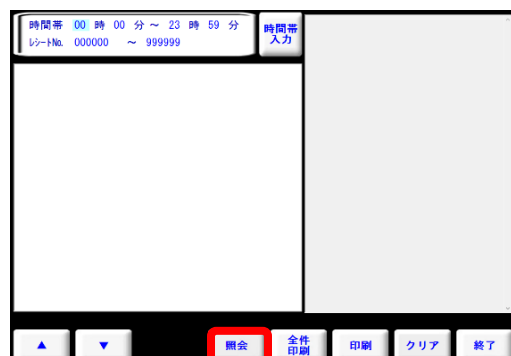 時間帯 00 時 00 分 ～ 23 時 59 分
ﾚｼｰﾄNo. 000000 ～ 999999
時間帯
入力
▲ ▼ 照会 全件印刷 印刷 クリア 終了